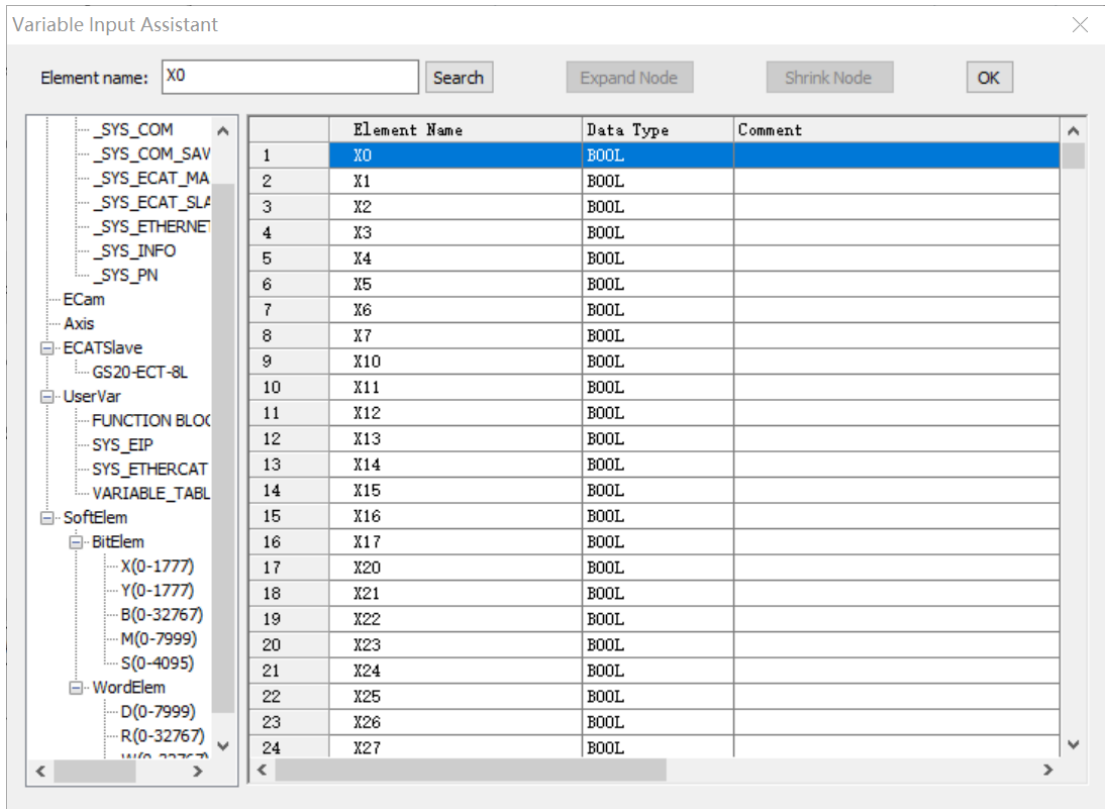 Variable Input Assistant
Element name: X0 Search Expand Node Shrink Node OK
_SYS_COM
_SYS_COM_SAV
_SYS_ECAT_MA
_SYS_ECAT_SLA
_SYS_ETHERNET
_SYS_INFO
_SYS_PN
ECam
Axis
ECATSlave
GS20-ECT-8L
UserVar
FUNCTION BLOC
SYS_EIP
SYS_ETHERCAT
VARIABLE_TABL
SoftElem
BitElem
X(0-1777)
Y(0-1777)
B(0-32767)
M(0-7999)
S(0-4095)
WordElem
D(0-7999)
R(0-32767)
Element Name Data Type Comment
1 X0 BOOL
2 X1 BOOL
3 X2 BOOL
4 X3 BOOL
5 X4 BOOL
6 X5 BOOL
7 X6 BOOL
8 X7 BOOL
9 X10 BOOL
10 X11 BOOL
11 X12 BOOL
12 X13 BOOL
13 X14 BOOL
14 X15 BOOL
15 X16 BOOL
16 X17 BOOL
17 X20 BOOL
18 X21 BOOL
19 X22 BOOL
20 X23 BOOL
21 X24 BOOL
22 X25 BOOL
23 X26 BOOL
24 X27 BOOL